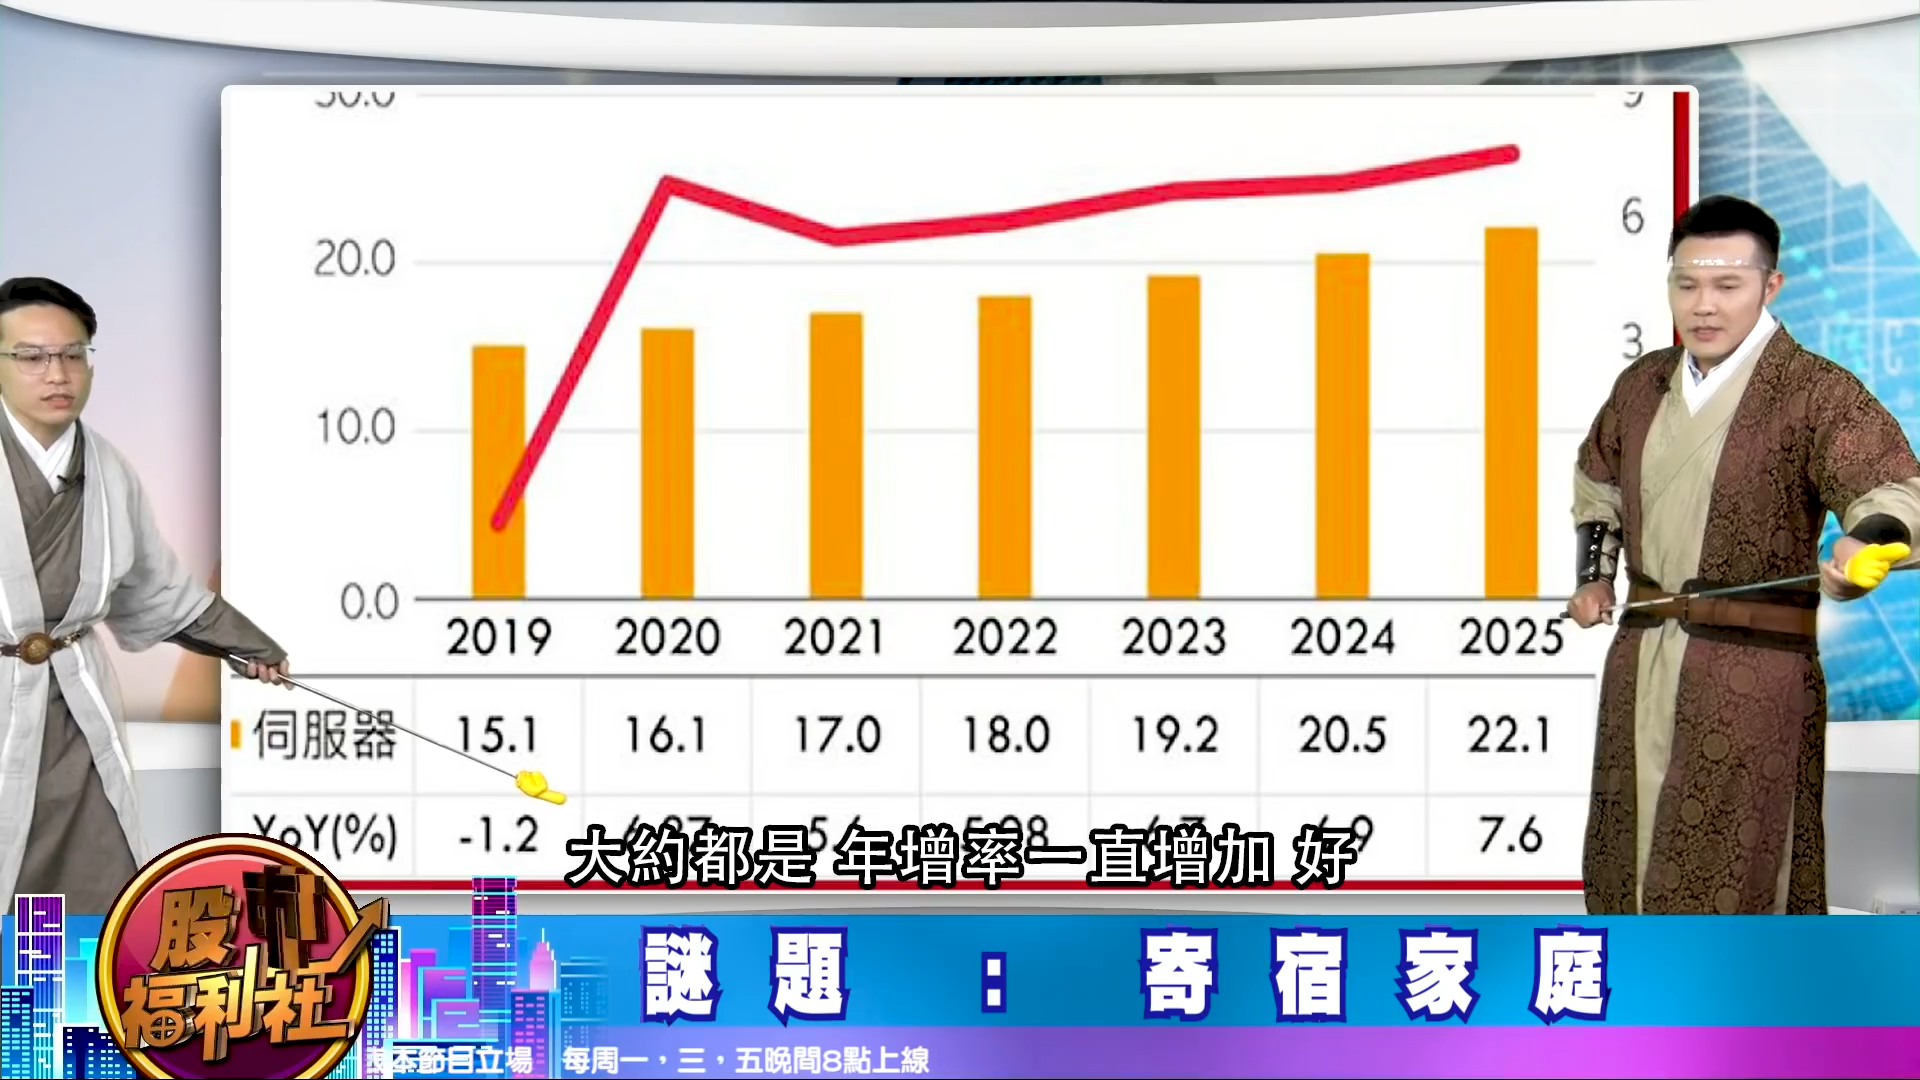 30.0
9
20.0
6
10.0
3
0.0
2019 2020 2021 2022 2023 2024 2025
伺服器 15.1 16.1 17.0 18.0 19.2 20.5 22.1
YoY(%) -1.2 7.6
大約都是 年增率一直增加 好
股市
福利社
謎題：寄宿家庭
本節目立場 每周一，三，五晚間8點上線